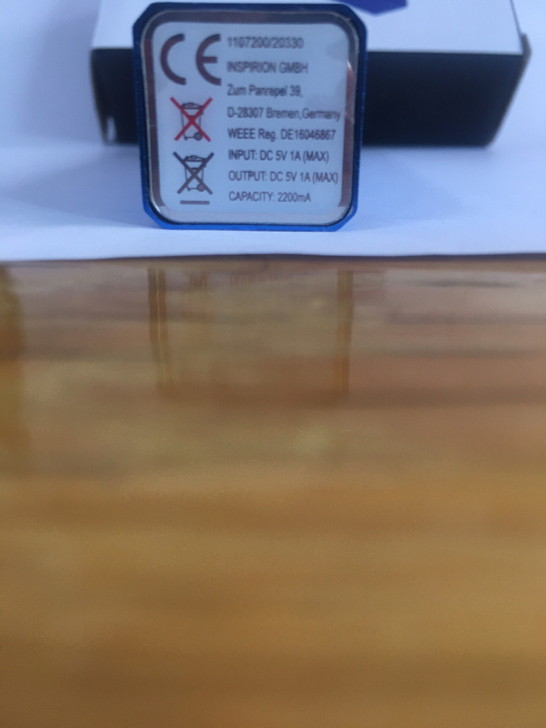 CE
1107200/20330
INSPIRION GMBH
Zum Panrepel 39,
D-28307 Bremen,Germany
WEEE Reg. DE16046867
INPUT: DC 5V 1A (MAX)
OUTPUT: DC 5V 1A (MAX)
CAPACITY: 2200mA